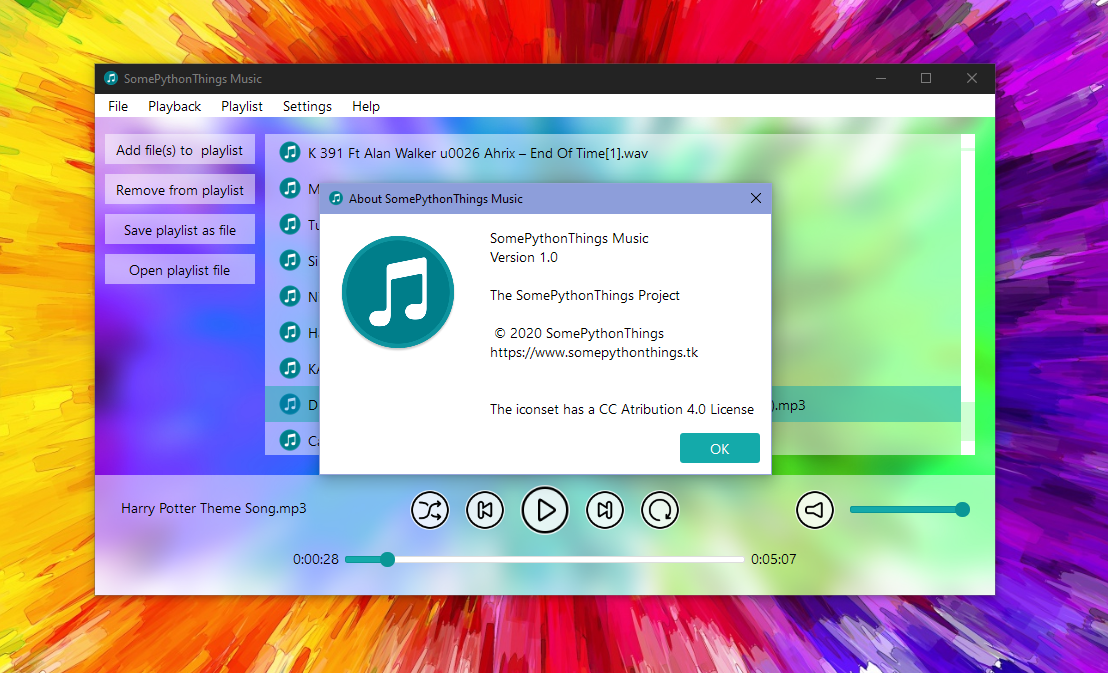 SomePythonThings Music
File Playback Playlist Settings Help
Add file(s) to playlist
Remove from playlist
Save playlist as file
Open playlist file
K 391 Ft Alan Walker u0026 Ahrix – End Of Time[1].wav
).mp3
About SomePythonThings Music
SomePythonThings Music
Version 1.0
The SomePythonThings Project
© 2020 SomePythonThings
https://www.somepythonthings.tk
The iconset has a CC Atribution 4.0 License
OK
Harry Potter Theme Song.mp3
0:00:28 0:05:07